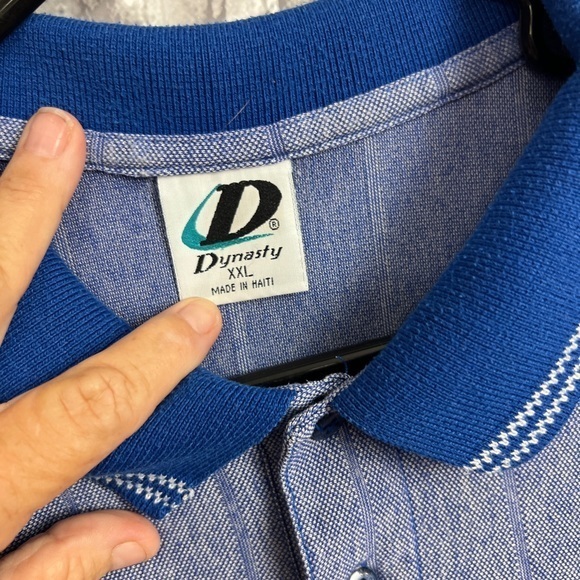 D®
Dynasty
XXL
MADE IN HAITI